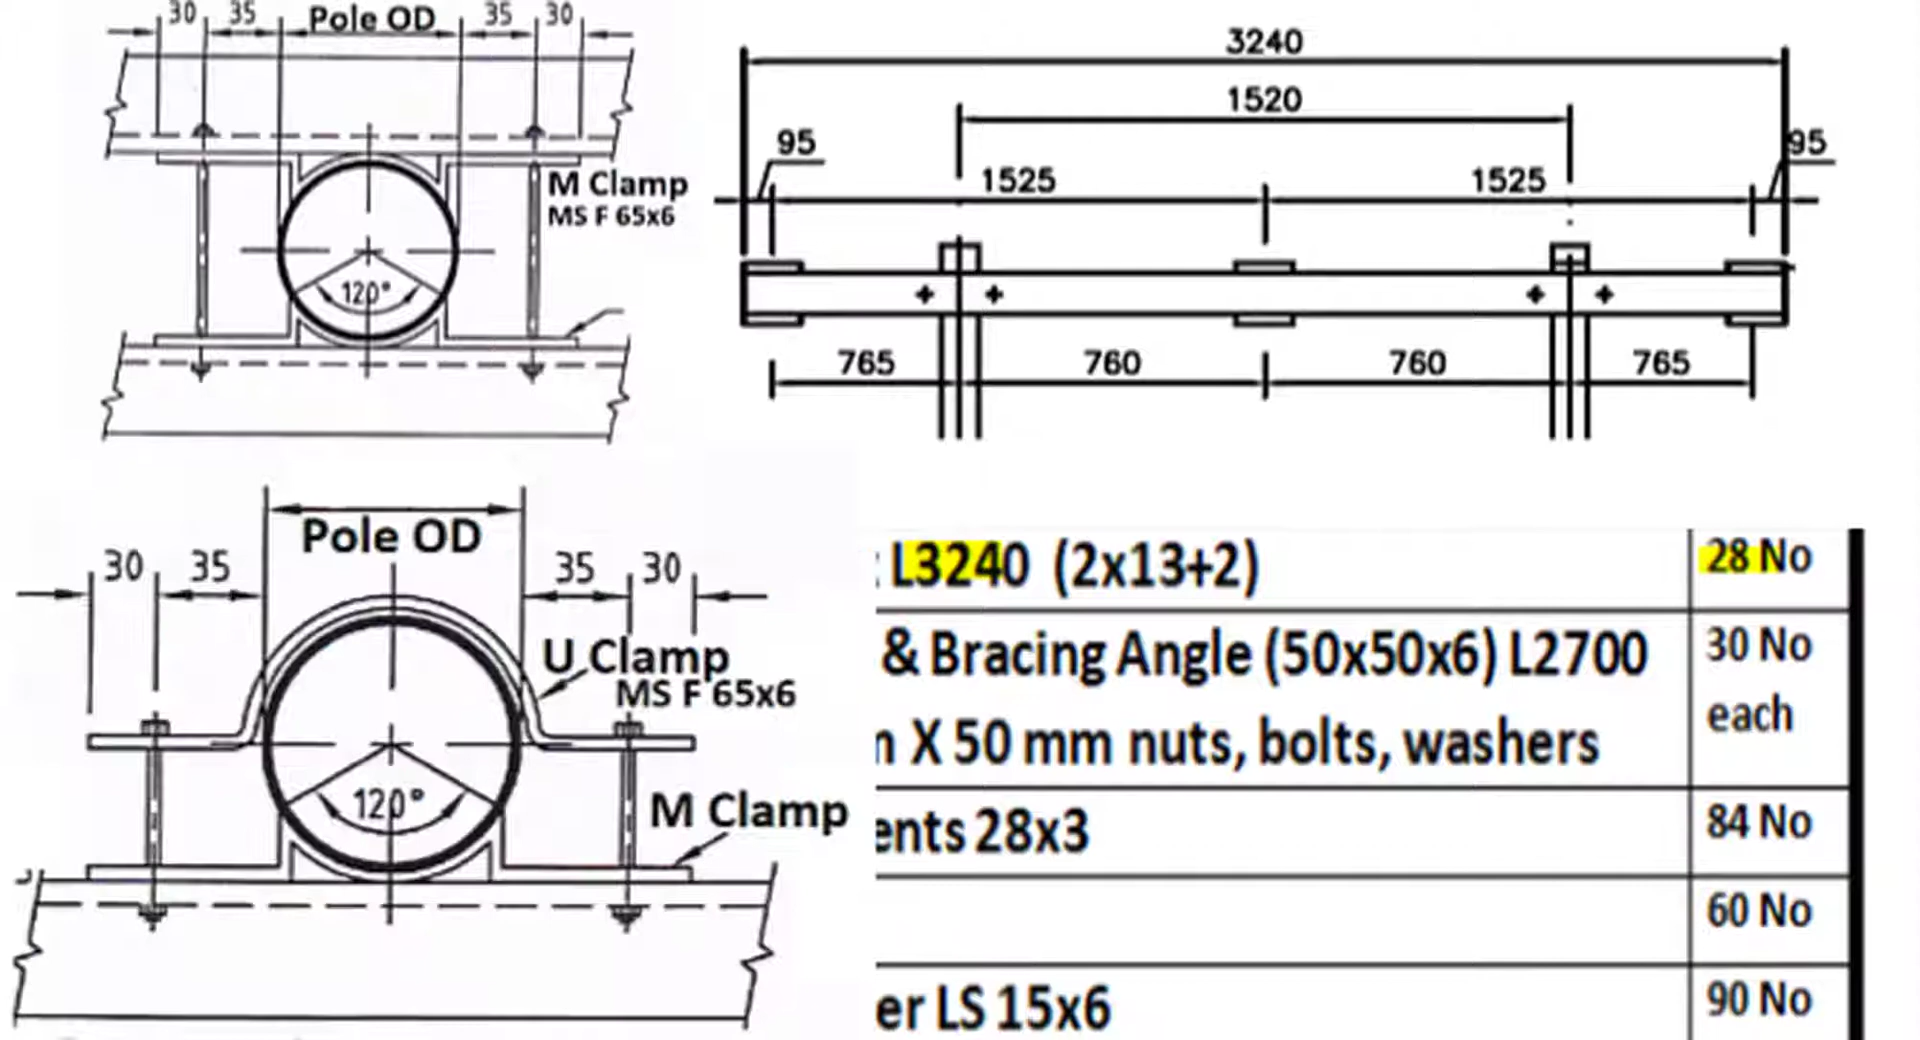 30 35 Pole OD 35 30
M Clamp
MS F 65x6
120°
3240
1520
95 95
1525 1525
765 760 760 765
Pole OD
30 35 35 30
U Clamp
MS F 65x6
120°
M Clamp
: L3240 (2x13+2) 28 No
& Bracing Angle (50x50x6) L2700 30 No
each
X 50 mm nuts, bolts, washers
ents 28x3 84 No
60 No
er LS 15x6 90 No